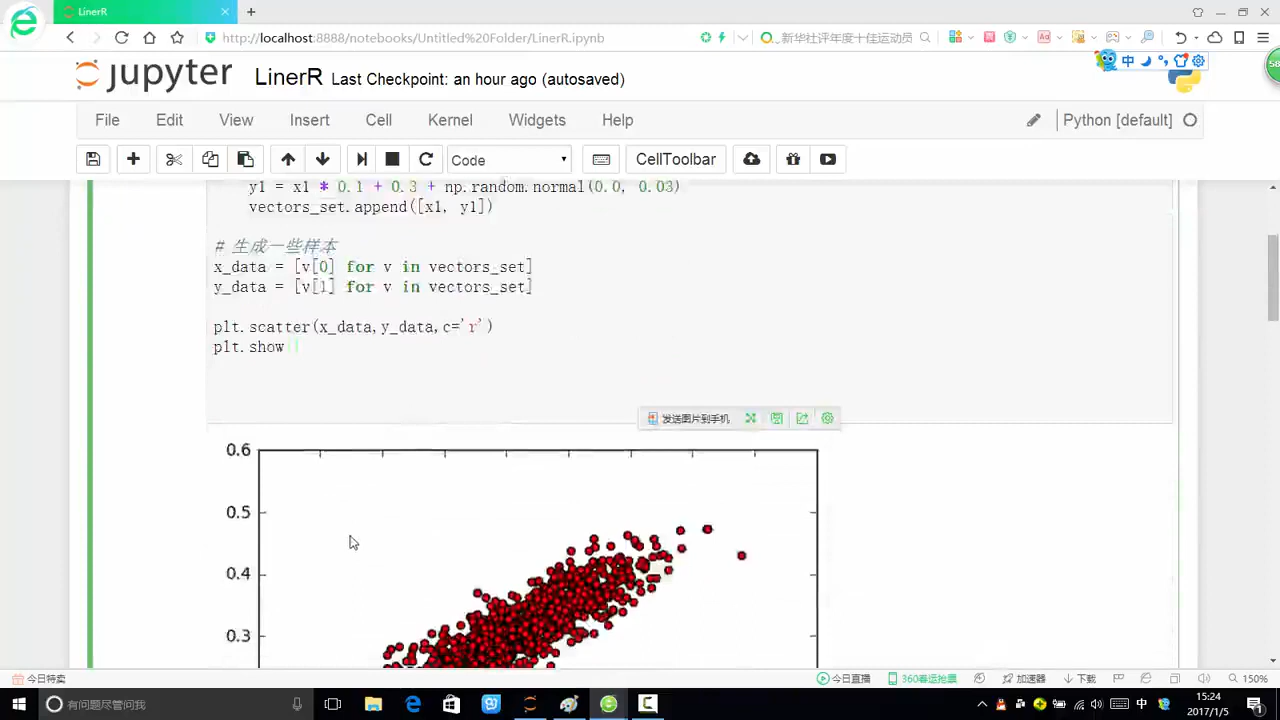 LinerR
http://localhost:8888/notebooks/Untitled%20Folder/LinerR.ipynb
新华社评年度十佳运动员
jupyter LinerR Last Checkpoint: an hour ago (autosaved)
中
58
File Edit View Insert Cell Kernel Widgets Help Python [default]
Code CellToolbar
y1 = x1 * 0.1 + 0.3 + np.random.normal(0.0, 0.03)
vectors_set.append([x1, y1])
# 生成一些样本
x_data = [v[0] for v in vectors_set]
y_data = [v[1] for v in vectors_set]
plt.scatter(x_data,y_data,c='r')
plt.show()
发送图片到手机
0.6
0.5
0.4
0.3
今日特卖 今日直播 360春运抢票 加速器 下载 150%
有问题尽管问我 中 15:24
2017/1/5